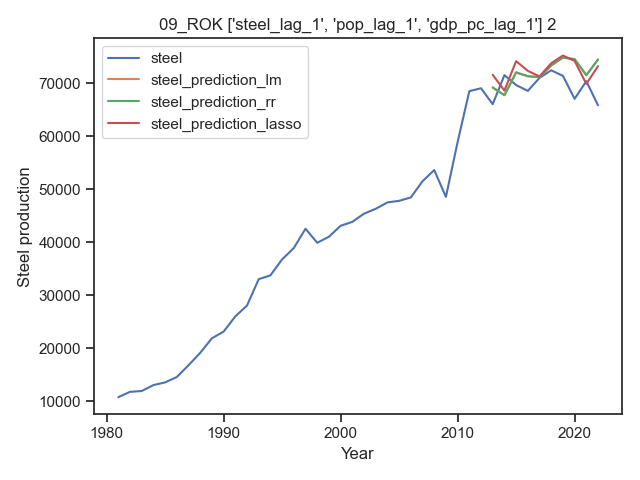 09_ROK ['steel_lag_1', 'pop_lag_1', 'gdp_pc_lag_1'] 2
steel
steel_prediction_lm
steel_prediction_rr
steel_prediction_lasso
70000
60000
50000
40000
30000
20000
10000
Steel production
1980
1990
2000
2010
2020
Year